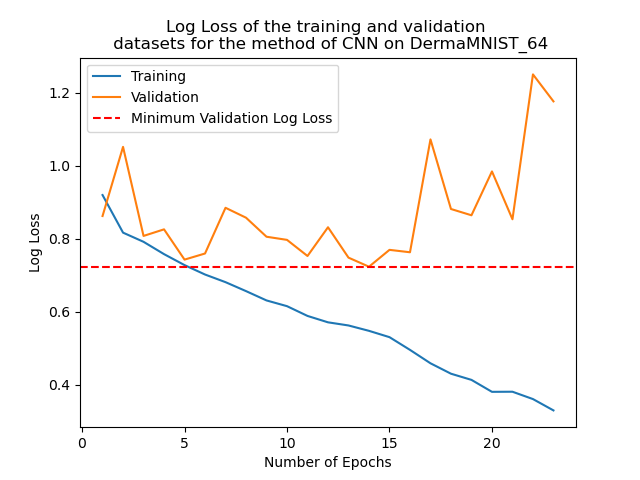 Log Loss of the training and validation
datasets for the method of CNN on DermaMNIST_64
Training
Validation
Minimum Validation Log Loss
Log Loss
1.2
1.0
0.8
0.6
0.4
0 5 10 15 20
Number of Epochs